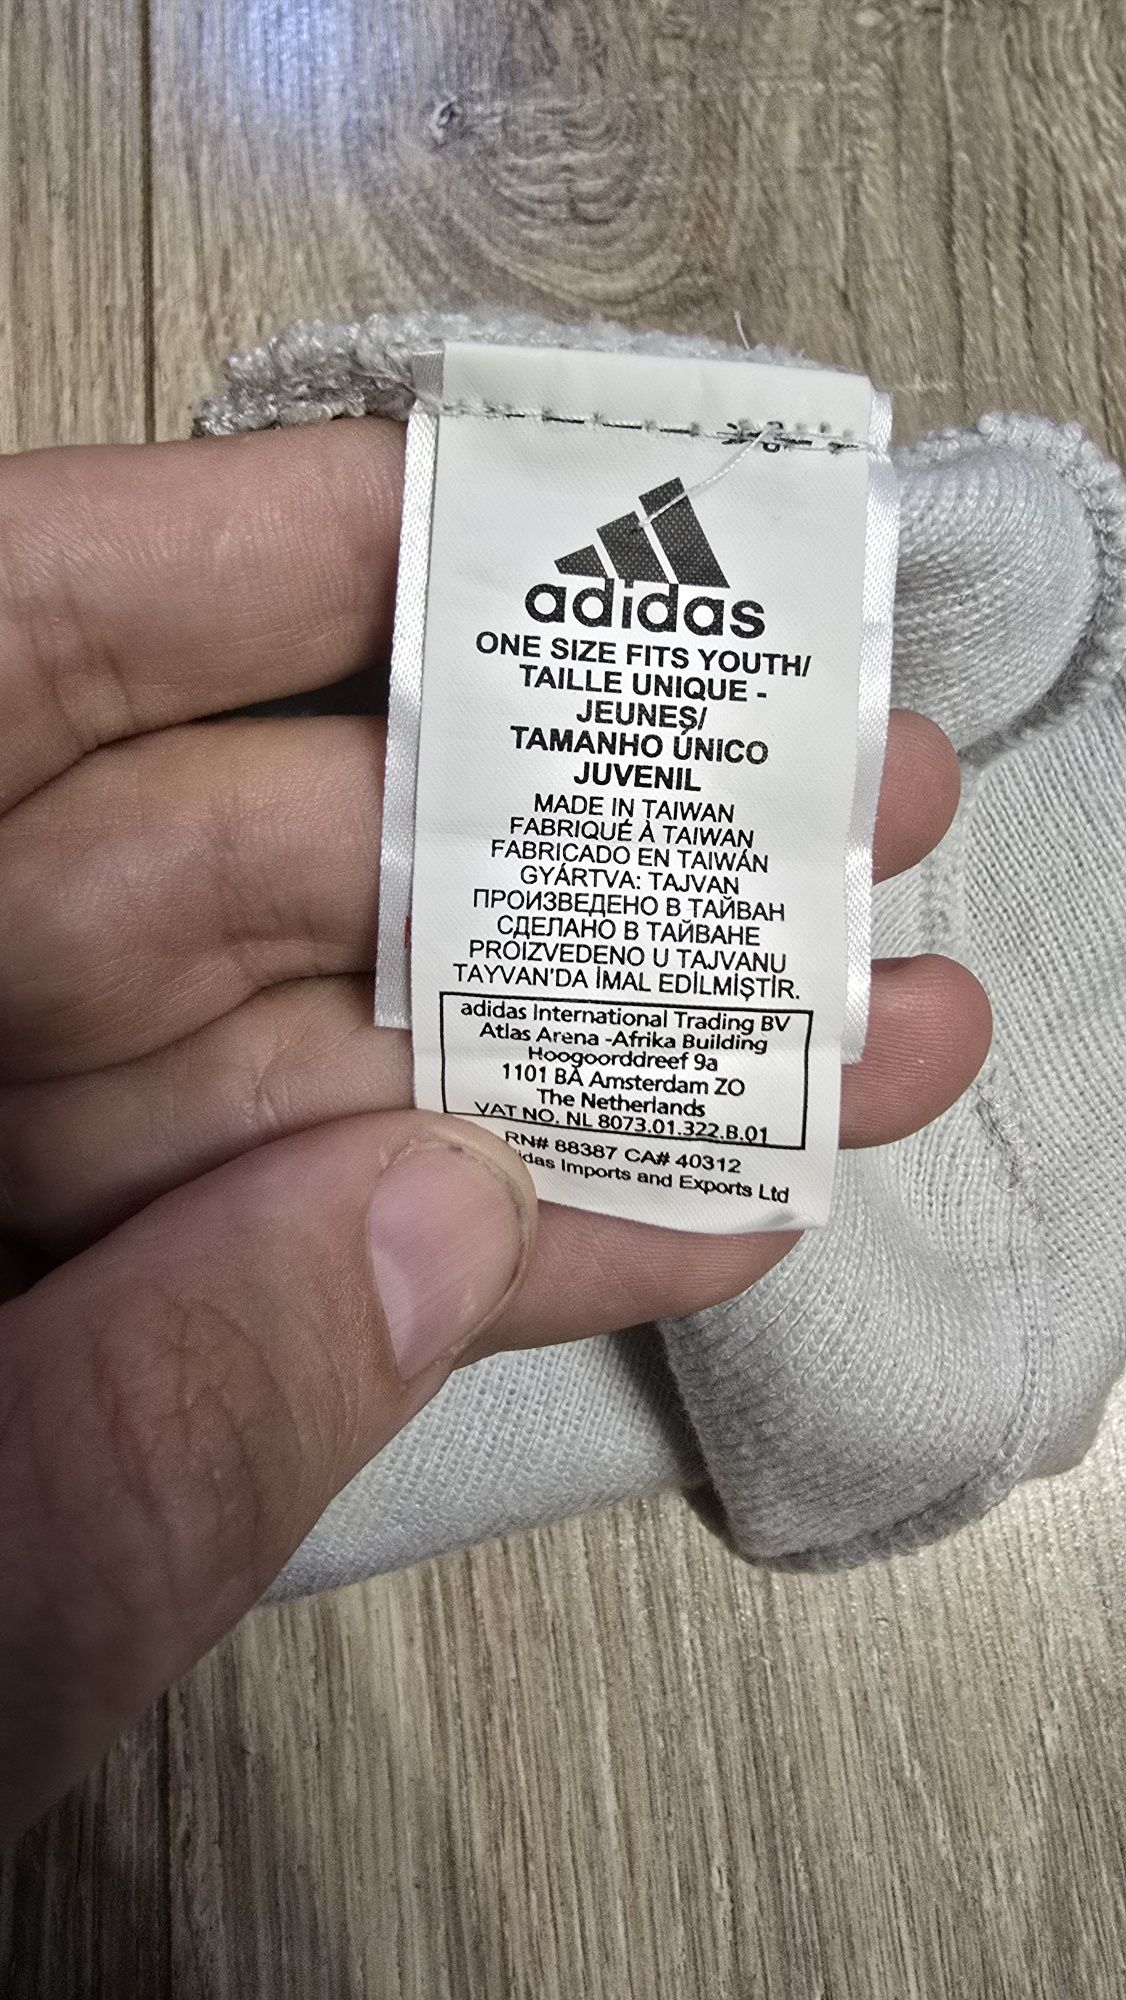 adidas
ONE SIZE FITS YOUTH/
TAILLE UNIQUE -
JEUNES/
TAMANHO ÚNICO
JUVENIL
MADE IN TAIWAN
FABRIQUÉ À TAIWAN
FABRICADO EN TAIWÁN
GYÁRTVA: TAJVAN
ПРОИЗВЕДЕНО В ТАЙВАН
СДЕЛАНО В ТАЙВАНЕ
PROIZVEDENO U TAJVANU
TAYVAN'DA İMAL EDİLMİŞTİR.
adidas International Trading BV
Atlas Arena -Afrika Building
Hoogoorddreef 9a
1101 BA Amsterdam ZO
The Netherlands
VAT NO. NL 8073.01.322.B.01
RN# 88387 CA# 40312
Imports and Exports Ltd